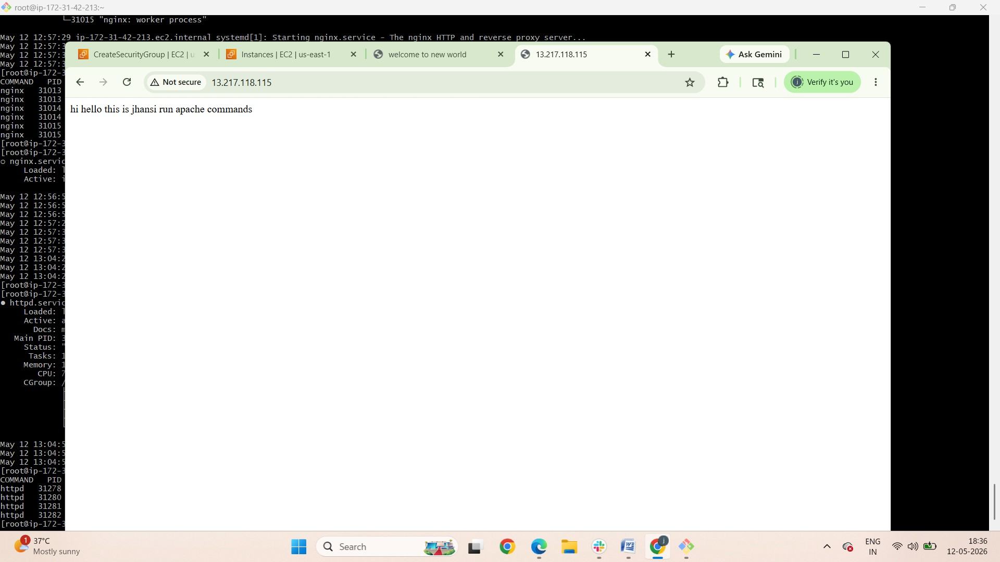 root@ip-172-31-42-213:~
└─31015 "nginx: worker process"
May 12 12:57:29 ip-172-31-42-213.ec2.internal systemd[1]: Starting nginx.service - The nginx HTTP and reverse proxy server...
May 12 12:57:3
May 12 12:57:3
May 12 12:57:3
[root@ip-172-3
COMMAND PID
nginx 31013
nginx 31013
nginx 31014
nginx 31014
nginx 31015
nginx 31015
[root@ip-172-3
[root@ip-172-3
○ nginx.servic
Loaded: l
Active: i
May 12 12:56:5
May 12 12:56:5
May 12 12:56:5
May 12 12:57:2
May 12 12:57:3
May 12 12:57:3
May 12 12:57:3
May 12 13:04:2
May 12 13:04:2
May 12 13:04:2
[root@ip-172-3
[root@ip-172-3
● httpd.servic
Loaded: l
Active: a
Docs: m
Main PID: 3
Status: "
Tasks: 1
Memory: 1
CPU: 7
CGroup: /
May 12 13:04:5
May 12 13:04:5
May 12 13:04:5
[root@ip-172-3
COMMAND PID
httpd 31278
httpd 31280
httpd 31281
httpd 31282
[root@ip-172-3
CreateSecurityGroup | EC2 | u
Instances | EC2 | us-east-1
welcome to new world
13.217.118.115
Ask Gemini
Not secure
13.217.118.115
Verify it's you
hi hello this is jhansi run apache commands
1
37°C
Mostly sunny
Search
ENG
IN
18:36
12-05-2026